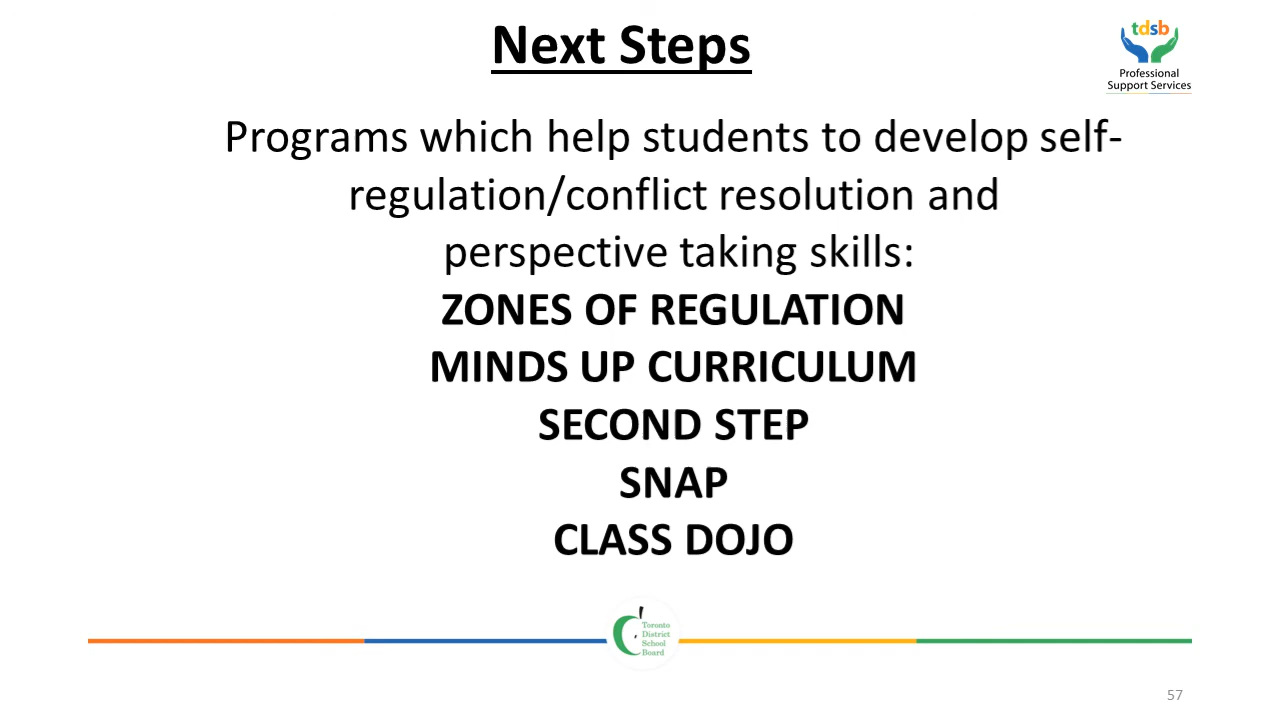 Next Steps
tdsb
Professional
Support Services
Programs which help students to develop self-
regulation/conflict resolution and
perspective taking skills:
ZONES OF REGULATION
MINDS UP CURRICULUM
SECOND STEP
SNAP
CLASS DOJO
Toronto
District
School
Board
57